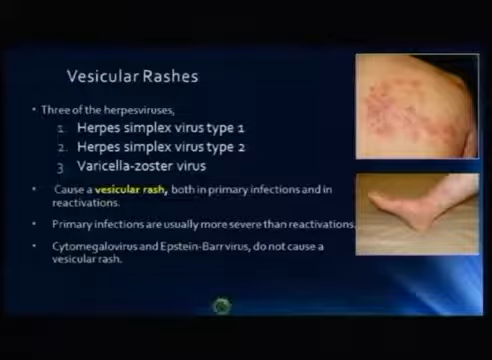 Vesicular Rashes
• Three of the herpesviruses,
1. Herpes simplex virus type 1
2. Herpes simplex virus type 2
3 Varicella-zoster virus
• Cause a vesicular rash, both in primary infections and in
reactivations.
• Primary infections are usually more severe than reactivations.
• Cytomegalovirus and Epstein-Barr virus, do not cause a
vesicular rash.